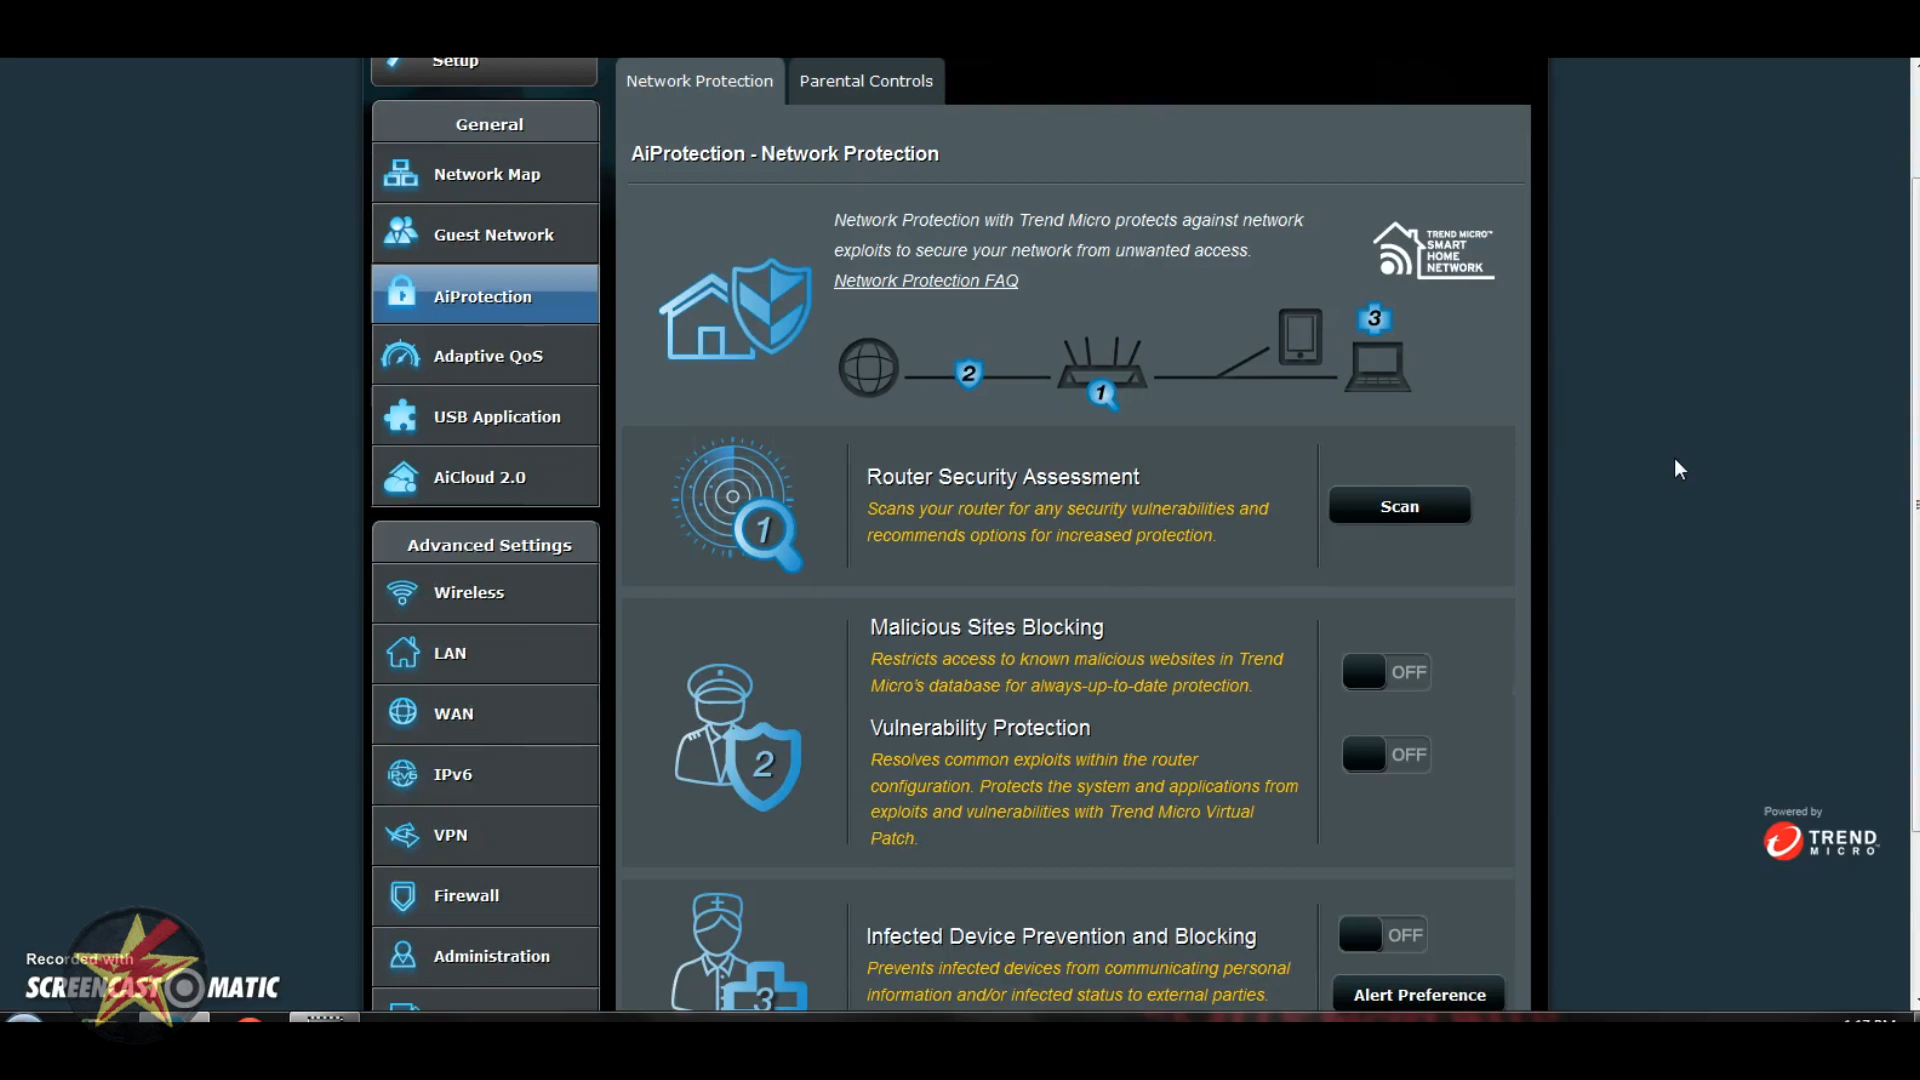 Setup
General
Network Map
Guest Network
AiProtection
Adaptive QoS
USB Application
AiCloud 2.0
Advanced Settings
Wireless
LAN
WAN
IPv6
IPv6
VPN
Firewall
Administration
Network Protection
Parental Controls
AiProtection - Network Protection
Network Protection with Trend Micro protects against network
exploits to secure your network from unwanted access.
Network Protection FAQ
TREND MICRO™
SMART
HOME
NETWORK
2
1
3
1
Router Security Assessment
Scans your router for any security vulnerabilities and
recommends options for increased protection.
Scan
2
Malicious Sites Blocking
Restricts access to known malicious websites in Trend
Micro's database for always-up-to-date protection.
OFF
Vulnerability Protection
Resolves common exploits within the router
configuration. Protects the system and applications from
exploits and vulnerabilities with Trend Micro Virtual
Patch.
OFF
3
Infected Device Prevention and Blocking
Prevents infected devices from communicating personal
information and/or infected status to external parties.
OFF
Alert Preference
Powered by
TREND
MICRO™
Recorded with
SCREENCAST MATIC